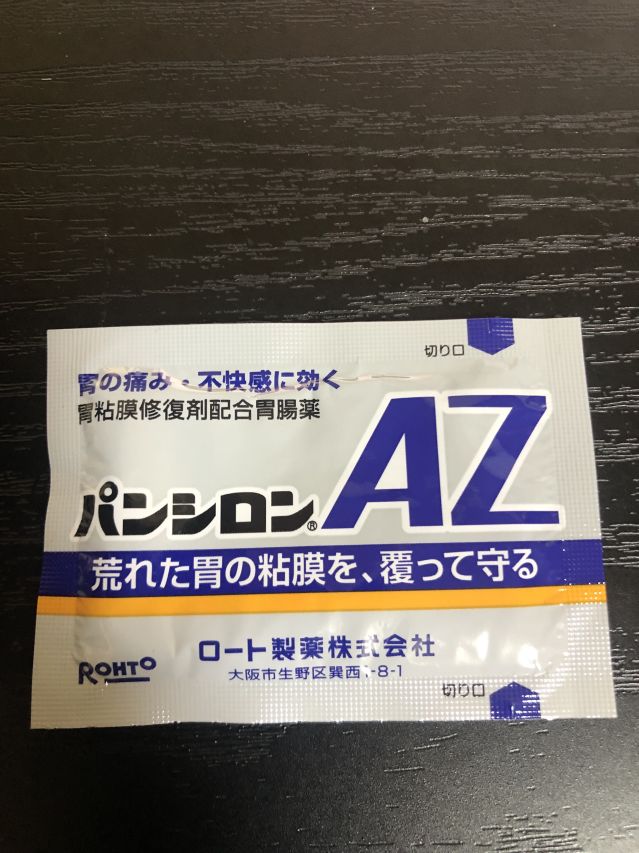 切り口
胃の痛み・不快感に効く
胃粘膜修復剤配合胃腸薬
パンシロン®AZ
荒れた胃の粘膜を、覆って守る
ROHTO
ロート製薬株式会社
大阪市生野区巽西1-8-1
切り口